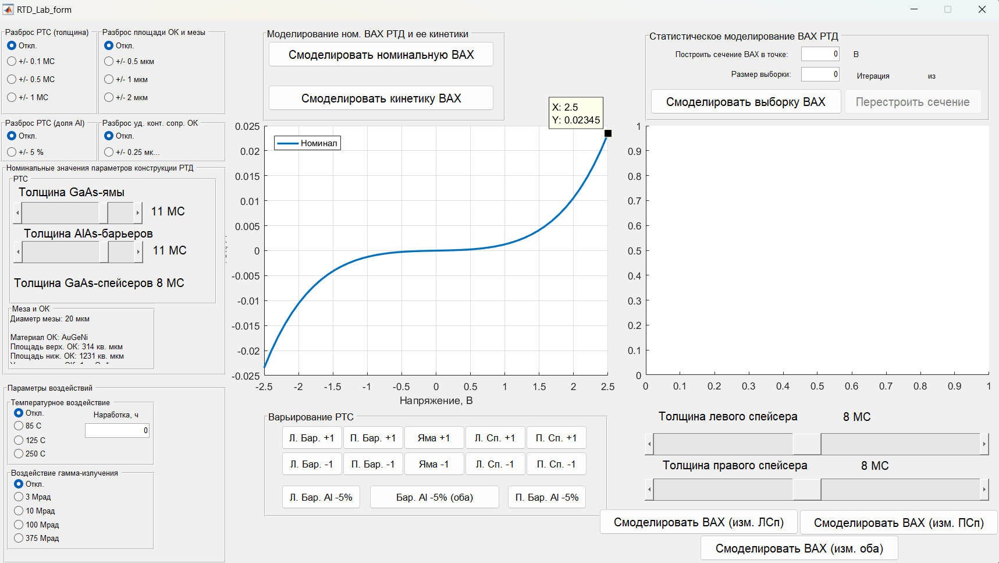 RTD_Lab_form
Разброс РТС (толщина)
Откл.
+/- 0.1 МС
+/- 0.5 МС
+/- 1 МС
Разброс площади ОК и мезы
Откл.
+/- 0.5 мкм
+/- 1 мкм
+/- 2 мкм
Разброс РТС (доля Al)
Откл.
+/- 5 %
Разброс уд. конт. сопр. ОК
Откл.
+/- 0.25 мк...
Номинальные значения параметров конструкции РТД
РТС
Толщина GaAs-ямы
11 МС
Толщина AlAs-барьеров
11 МС
Толщина GaAs-спейсеров 8 МС
Меза и ОК
Диаметр мезы: 20 мкм
Материал ОК: AuGeNi
Площадь верх. ОК: 314 кв. мкм
Площадь ниж. ОК: 1231 кв. мкм
Параметры воздействий
Температурное воздействие
Откл.
85 С
125 С
250 С
Наработка, ч
0
Воздействие гамма-излучения
Откл.
3 Мрад
10 Мрад
100 Мрад
375 Мрад
Моделирование ном. ВАХ РТД и ее кинетики
Смоделировать номинальную ВАХ
Смоделировать кинетику ВАХ
X: 2.5
Y: 0.02345
Номинал
0.025
0.02
0.015
0.01
0.005
0
-0.005
-0.01
-0.015
-0.02
-0.025
-2.5 -2 -1.5 -1 -0.5 0 0.5 1 1.5 2 2.5
Напряжение, В
Варьирование РТС
Л. Бар. +1 П. Бар. +1 Яма +1 Л. Сп. +1 П. Сп. +1
Л. Бар. -1 П. Бар. -1 Яма -1 Л. Сп. -1 П. Сп. -1
Л. Бар. Al -5% Бар. Al -5% (оба) П. Бар. Al -5%
Статистическое моделирование ВАХ РТД
Построить сечение ВАХ в точке: 0 В
Размер выборки: 0 Итерация из
Смоделировать выборку ВАХ Перестроить сечение
1
0.9
0.8
0.7
0.6
0.5
0.4
0.3
0.2
0.1
0
0 0.1 0.2 0.3 0.4 0.5 0.6 0.7 0.8 0.9 1
Толщина левого спейсера 8 МС
Толщина правого спейсера 8 МС
Смоделировать ВАХ (изм. ЛСп) Смоделировать ВАХ (изм. ПСп)
Смоделировать ВАХ (изм. оба)